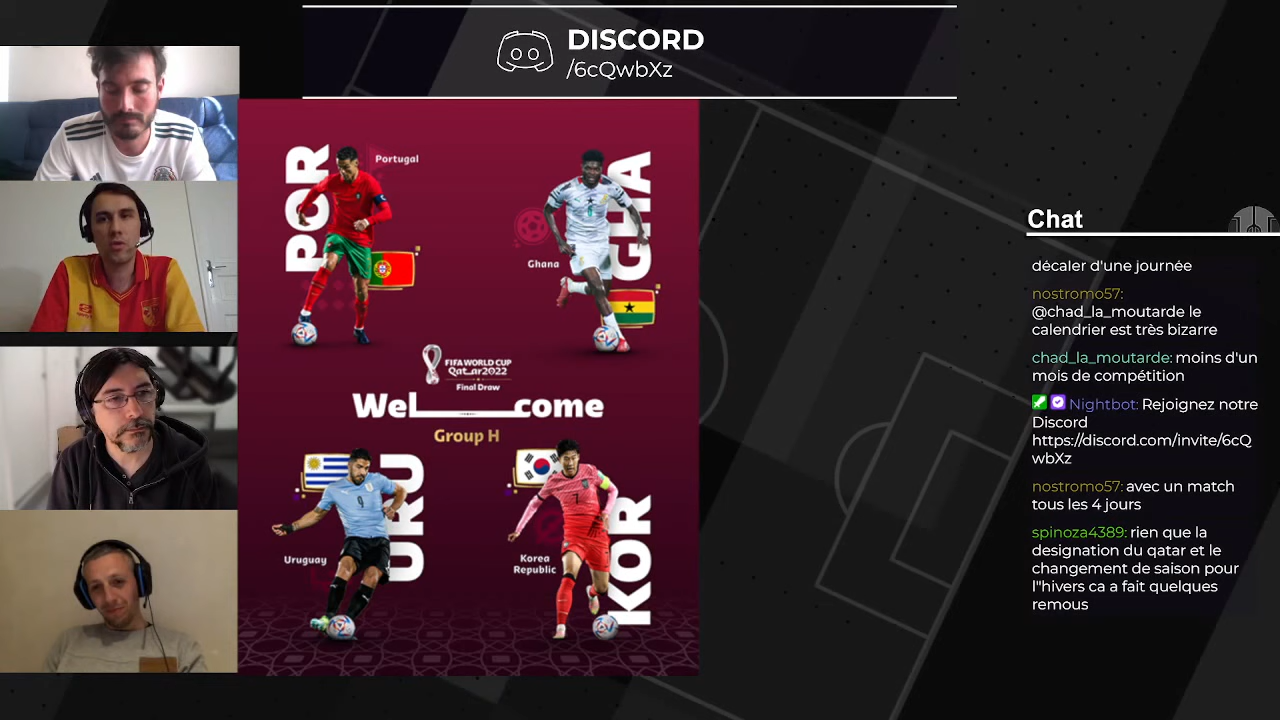 DISCORD
/6cQwbXz
POR
Portugal
GHA
Ghana
FIFA WORLD CUP
Qatar2022
Final Draw
Wel come
Group H
URU
Uruguay
9
KOR
Korea
Republic
7
Chat
décaler d'une journée
nostromo57:
@chad_la_moutarde le
calendrier est très bizarre
chad_la_moutarde: moins d'un
mois de compétition
Nightbot: Rejoignez notre
Discord
https://discord.com/invite/6cQ
wbXz
nostromo57: avec un match
tous les 4 jours
spinoza4389: rien que la
designation du qatar et le
changement de saison pour
l"hivers ca a fait quelques
remous